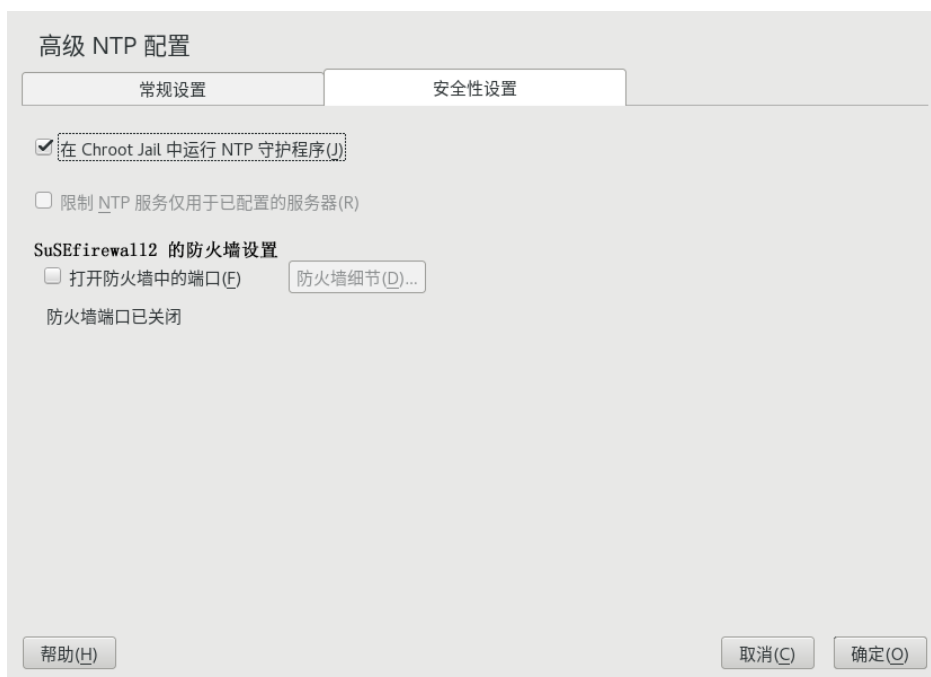 高级 NTP 配置
常规设置
安全性设置
在 Chroot Jail 中运行 NTP 守护程序(J)
限制 NTP 服务仅用于已配置的服务器(R)
SuSEfirewall2 的防火墙设置
打开防火墙中的端口(F)
防火墙细节(D)...
防火墙端口已关闭
帮助(H)
取消(C)
确定(O)